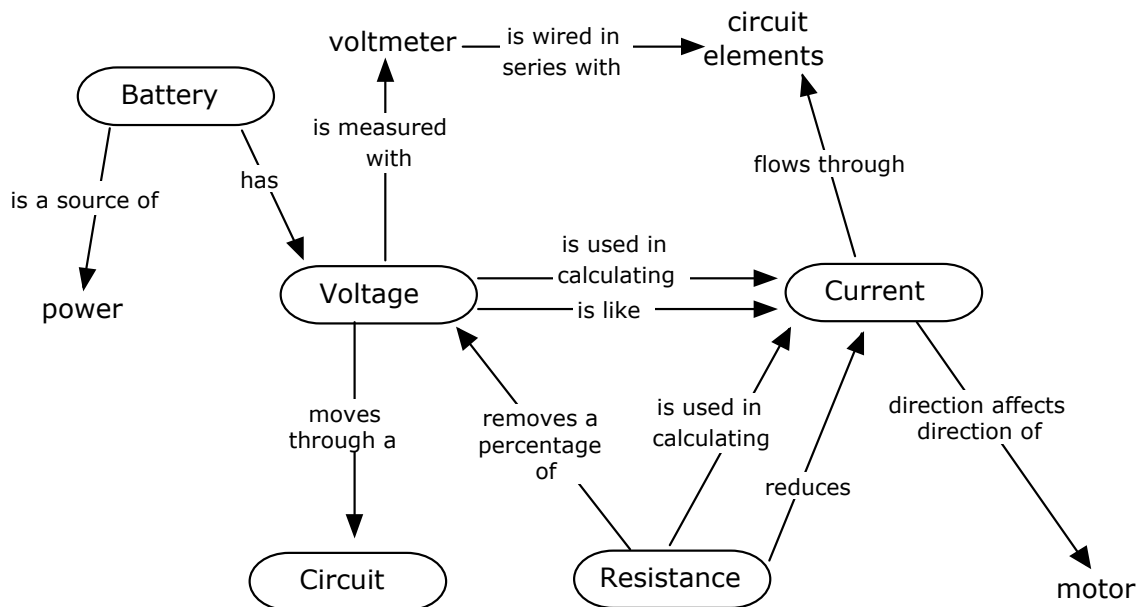 voltmeter
is wired in
series with
circuit
elements
Battery
is measured
with
flows through
has
is a source of
is used in
calculating
Voltage
is like
Current
power
moves
through a
removes a
percentage
of
is used in
calculating
direction affects
direction of
reduces
Circuit
Resistance
motor